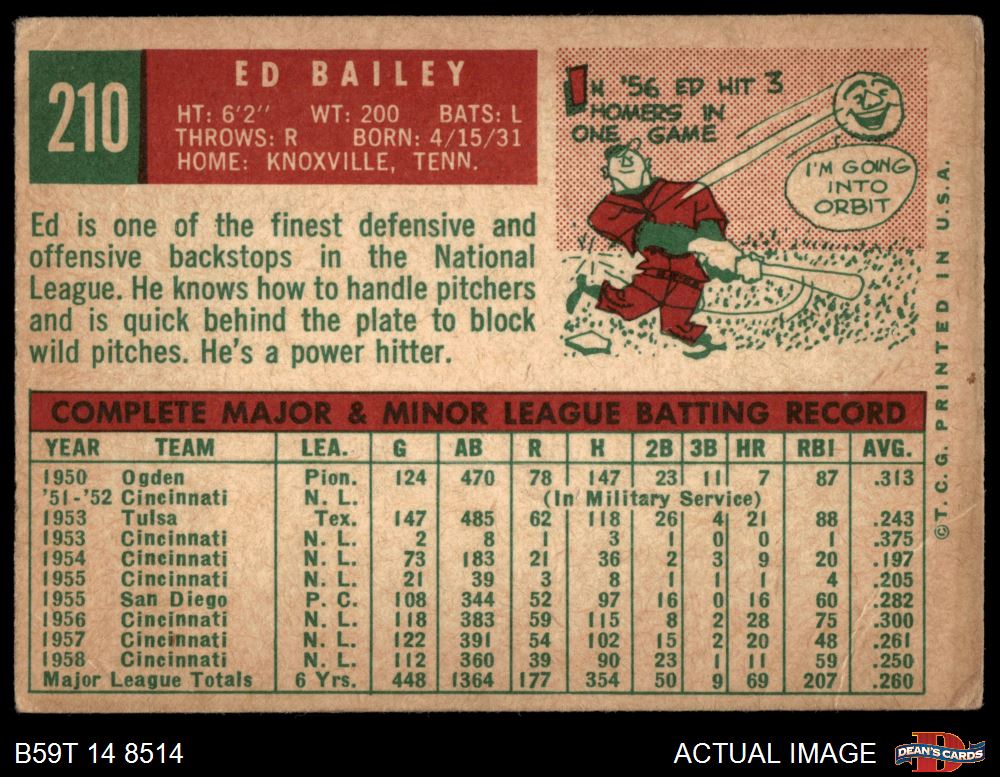 210
ED BAILEY
HT: 6'2" WT: 200 BATS: L
THROWS: R BORN: 4/15/31
HOME: KNOXVILLE, TENN.
IN '56 ED HIT 3
HOMERS IN
ONE GAME
I'M GOING
INTO
ORBIT
Ed is one of the finest defensive and
offensive backstops in the National
League. He knows how to handle pitchers
and is quick behind the plate to block
wild pitches. He's a power hitter.
COMPLETE MAJOR & MINOR LEAGUE BATTING RECORD
YEAR TEAM LEA. G AB R H 2B 3B HR RBI AVG.
1950 Ogden Pion. 124 470 78 147 23 11 7 87 .313
'51-'52 Cincinnati N. L. (In Military Service)
1953 Tulsa Tex. 147 485 62 118 26 4 21 88 .243
1953 Cincinnati N. L. 2 8 1 3 1 0 0 1 .375
1954 Cincinnati N. L. 73 183 21 36 2 3 9 20 .197
1955 Cincinnati N. L. 21 39 3 8 1 1 1 4 .205
1955 San Diego P. C. 108 344 52 97 16 0 16 60 .282
1956 Cincinnati N. L. 118 383 59 115 8 2 28 75 .300
1957 Cincinnati N. L. 122 391 54 102 15 2 20 48 .261
1958 Cincinnati N. L. 112 360 39 90 23 1 11 59 .250
Major League Totals 6 Yrs. 448 1364 177 354 50 9 69 207 .260
©T.C.G. PRINTED IN U.S.A.
B59T 14 8514
ACTUAL IMAGE
DEAN'S CARDS